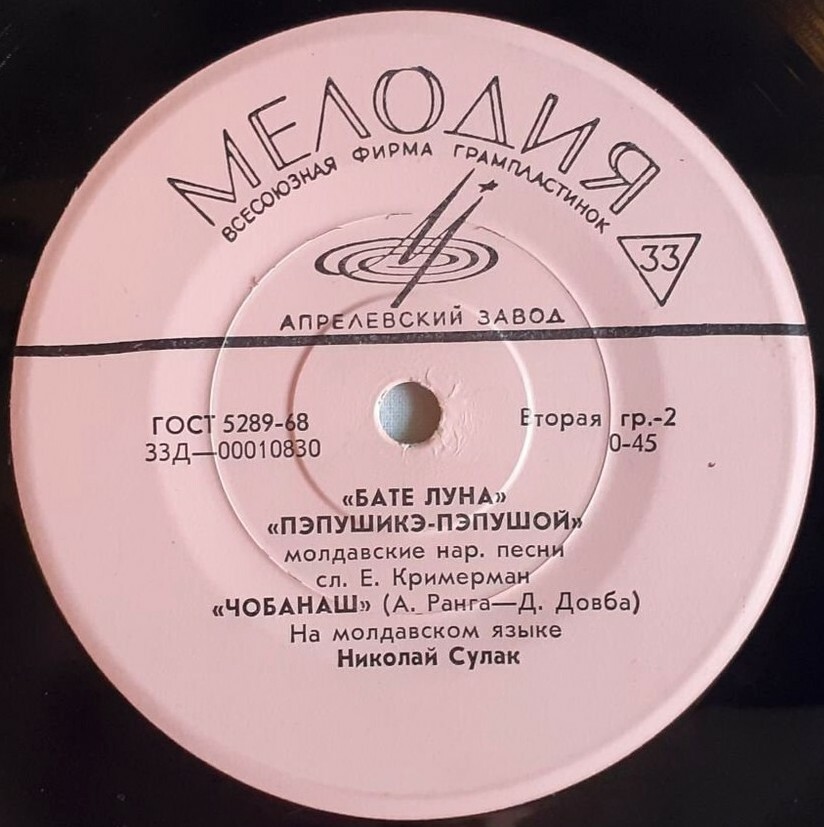 МЕЛОДИЯ
ВСЕСОЮЗНАЯ ФИРМА ГРАМПЛАСТИНОК
33
АПРЕЛЕВСКИЙ ЗАВОД
ГОСТ 5289-68 Вторая гр.-2
33Д—00010830 0-45
«БАТЕ ЛУНА»
«ПЭПУШИКЭ-ПЭПУШОЙ»
молдавские нар. песни
сл. Е. Кримерман
«ЧОБАНАШ» (А. Ранга—Д. Довба)
На молдавском языке
Николай Сулак